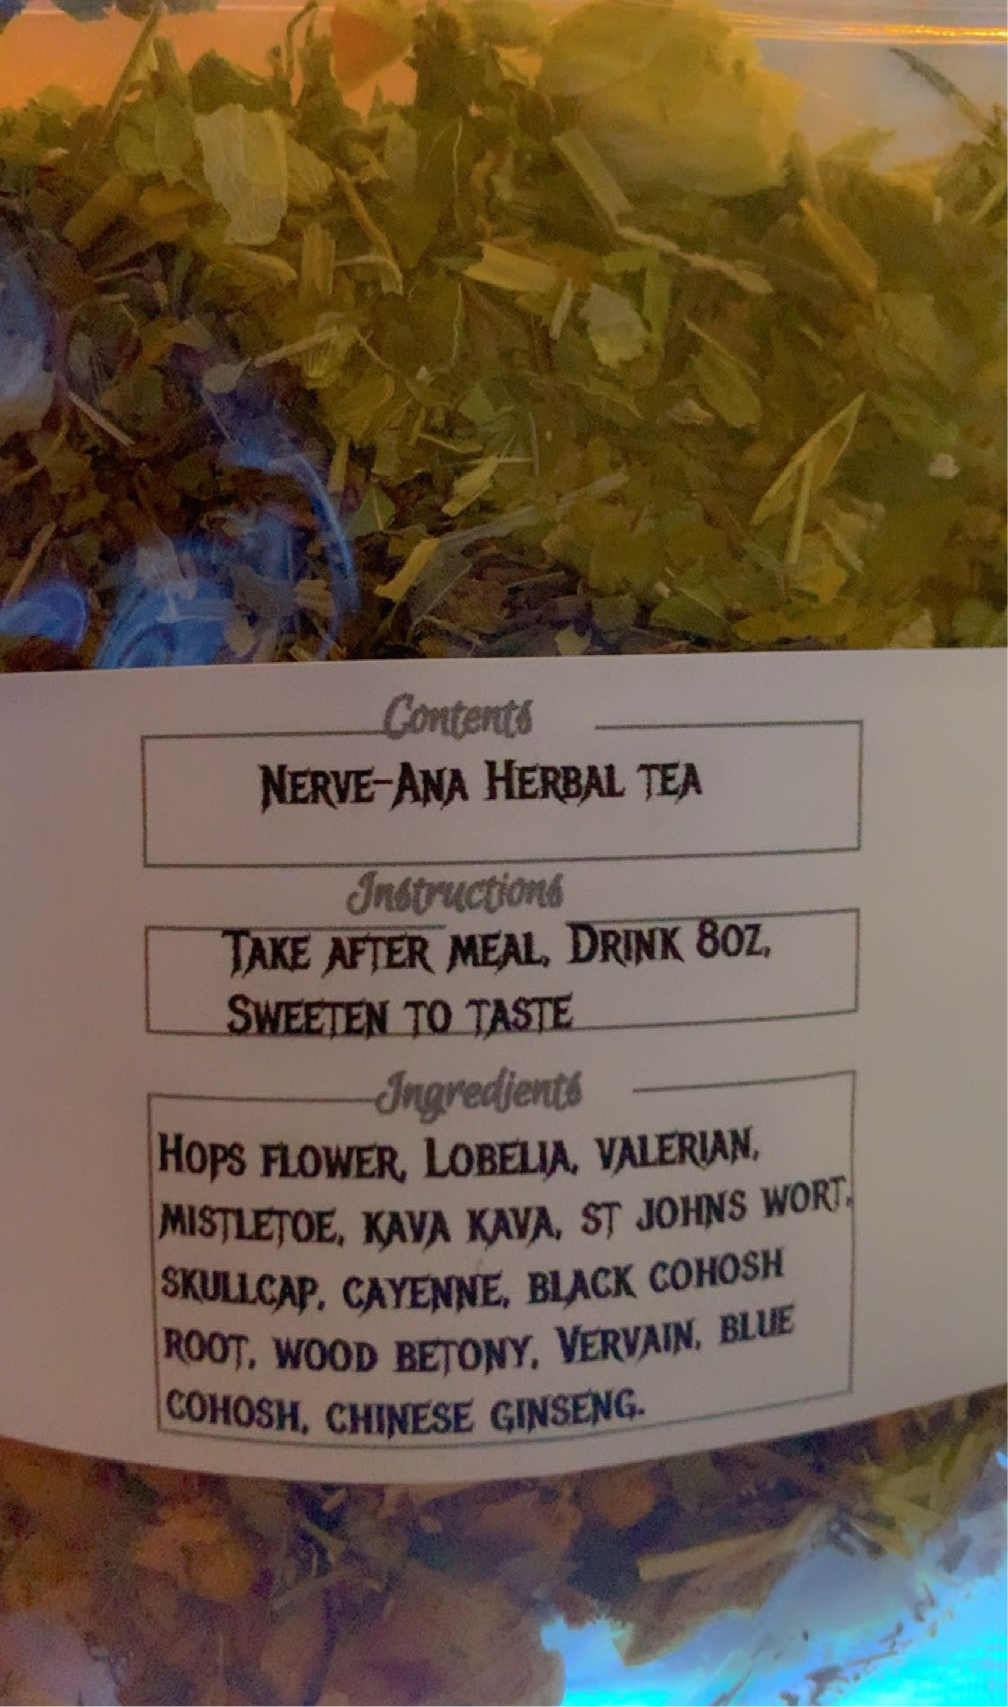 Contents
NERVE-ANA HERBAL TEA
Instructions
TAKE AFTER MEAL, DRINK 8OZ,
SWEETEN TO TASTE
Ingredients
HOPS FLOWER, LOBELIA, VALERIAN,
MISTLETOE, KAVA KAVA, ST JOHNS WORT,
SKULLCAP, CAYENNE, BLACK COHOSH
ROOT, WOOD BETONY, VERVAIN, BLUE
COHOSH, CHINESE GINSENG.